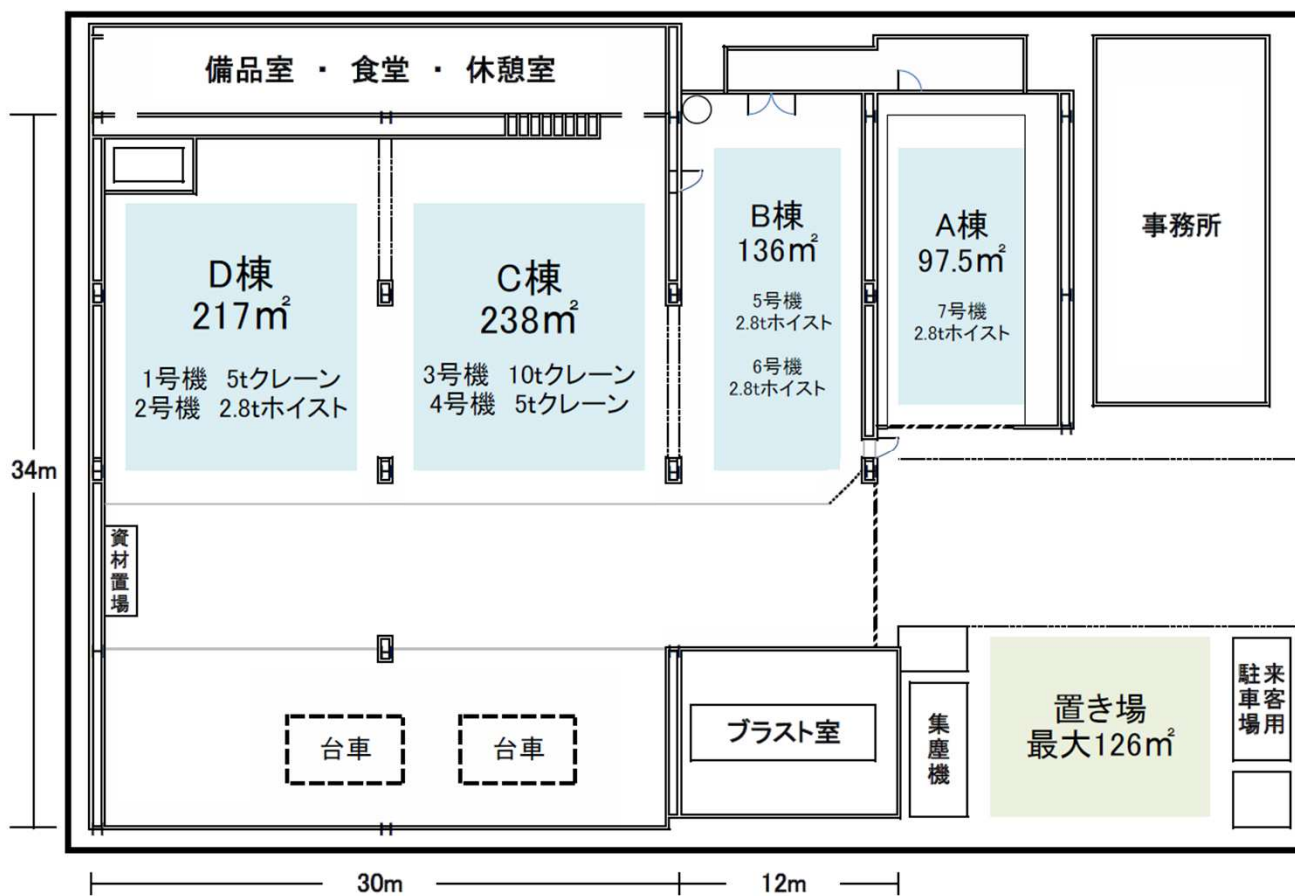 備品室 ・ 食堂 ・ 休憩室
D棟
217㎡
1号機 5tクレーン
2号機 2.8tホイスト
C棟
238㎡
3号機 10tクレーン
4号機 5tクレーン
B棟
136㎡
5号機
2.8tホイスト
6号機
2.8tホイスト
A棟
97.5㎡
7号機
2.8tホイスト
事務所
34m
資材置場
台車
台車
ブラスト室
集塵機
置き場
最大126㎡
来客用
駐車場
30m
12m